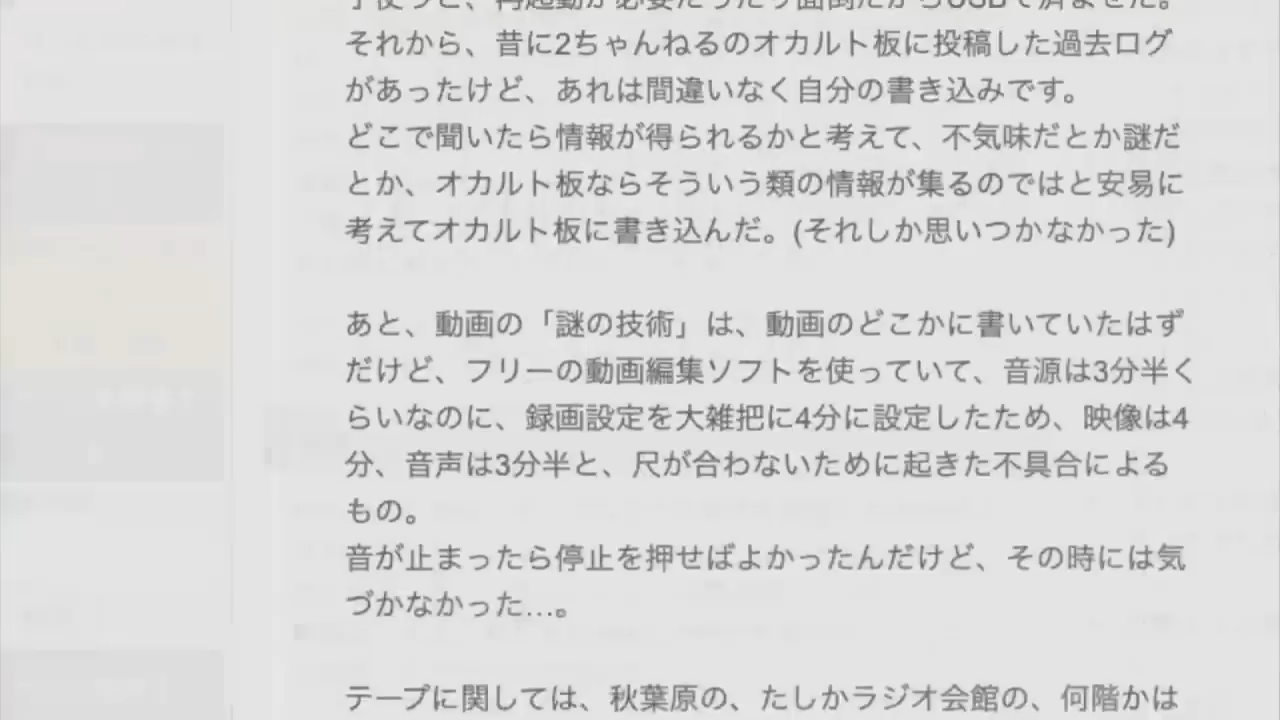 それから、昔に2ちゃんねるのオカルト板に投稿した過去ログ
があったけど、あれは間違いなく自分の書き込みです。
どこで聞いたら情報が得られるかと考えて、不気味だとか謎だ
とか、オカルト板ならそういう類の情報が集るのではと安易に
考えてオカルト板に書き込んだ。(それしか思いつかなかった)
あと、動画の「謎の技術」は、動画のどこかに書いていたはず
だけど、フリーの動画編集ソフトを使っていて、音源は3分半く
らいなのに、録画設定を大雑把に4分に設定したため、映像は4
分、音声は3分半と、尺が合わないために起きた不具合による
もの。
音が止まったら停止を押せばよかったんだけど、その時には気
づかなかった…。
テープに関しては、秋葉原の、たしかラジオ会館の、何階かは